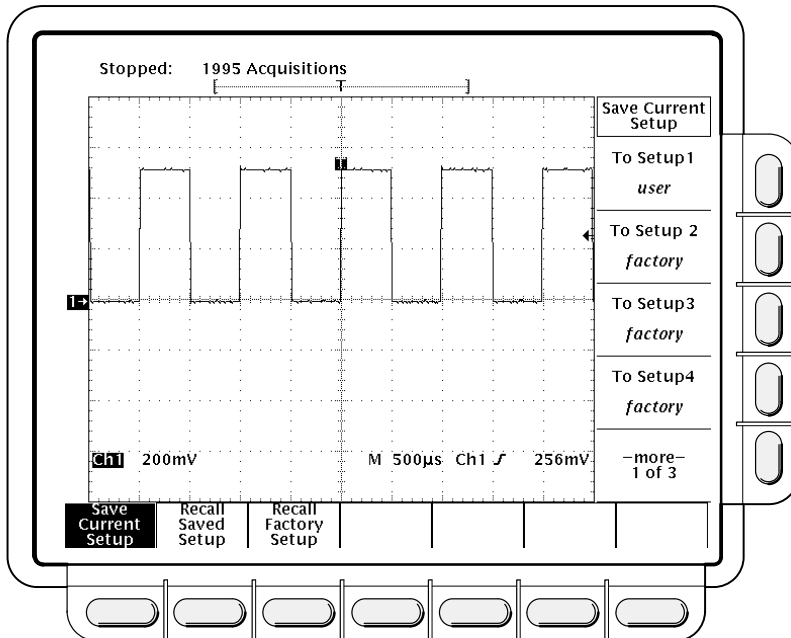 Stopped: 1995 Acquisitions
T
Save Current
Setup
To Setup1
user
To Setup 2
factory
1→
To Setup3
factory
To Setup4
factory
Ch1 200mV M 500µs Ch1 256mV
–more–
1 of 3
Save
Current
Setup
Recall
Saved
Setup
Recall
Factory
Setup